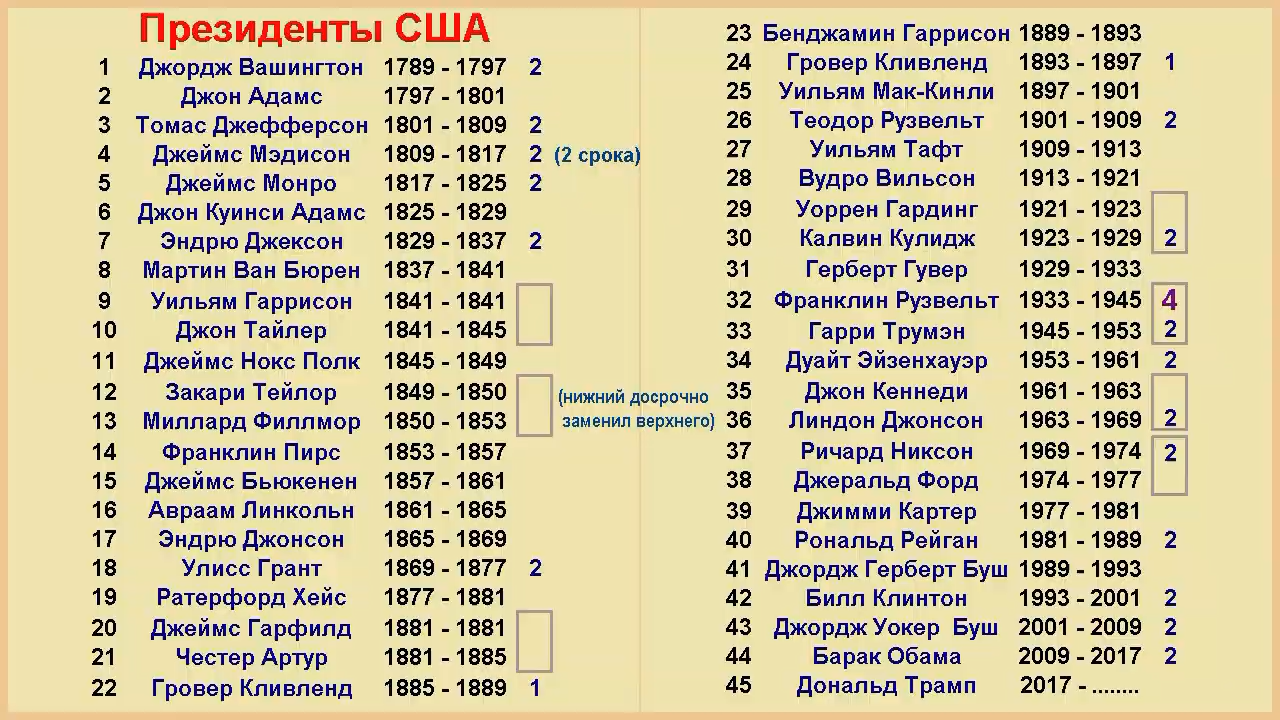 Президенты США
1 Джордж Вашингтон 1789 - 1797 2
2 Джон Адамс 1797 - 1801
3 Томас Джефферсон 1801 - 1809 2
4 Джеймс Мэдисон 1809 - 1817 2 (2 срока)
5 Джеймс Монро 1817 - 1825 2
6 Джон Куинси Адамс 1825 - 1829
7 Эндрю Джексон 1829 - 1837 2
8 Мартин Ван Бюрен 1837 - 1841
9 Уильям Гаррисон 1841 - 1841
10 Джон Тайлер 1841 - 1845
11 Джеймс Нокс Полк 1845 - 1849
12 Закари Тейлор 1849 - 1850 (нижний досрочно
13 Миллард Филлмор 1850 - 1853 заменил верхнего)
14 Франклин Пирс 1853 - 1857
15 Джеймс Бьюкенен 1857 - 1861
16 Авраам Линкольн 1861 - 1865
17 Эндрю Джонсон 1865 - 1869
18 Улисс Грант 1869 - 1877 2
19 Ратерфорд Хейс 1877 - 1881
20 Джеймс Гарфилд 1881 - 1881
21 Честер Артур 1881 - 1885
22 Гровер Кливленд 1885 - 1889 1
23 Бенджамин Гаррисон 1889 - 1893
24 Гровер Кливленд 1893 - 1897 1
25 Уильям Мак-Кинли 1897 - 1901
26 Теодор Рузвельт 1901 - 1909 2
27 Уильям Тафт 1909 - 1913
28 Вудро Вильсон 1913 - 1921
29 Уоррен Гардинг 1921 - 1923
30 Калвин Кулидж 1923 - 1929 2
31 Герберт Гувер 1929 - 1933
32 Франклин Рузвельт 1933 - 1945 4
33 Гарри Трумэн 1945 - 1953 2
34 Дуайт Эйзенхауэр 1953 - 1961 2
35 Джон Кеннеди 1961 - 1963
36 Линдон Джонсон 1963 - 1969 2
37 Ричард Никсон 1969 - 1974 2
38 Джеральд Форд 1974 - 1977
39 Джимми Картер 1977 - 1981
40 Рональд Рейган 1981 - 1989 2
41 Джордж Герберт Буш 1989 - 1993
42 Билл Клинтон 1993 - 2001 2
43 Джордж Уокер Буш 2001 - 2009 2
44 Барак Обама 2009 - 2017 2
45 Дональд Трамп 2017 - ........